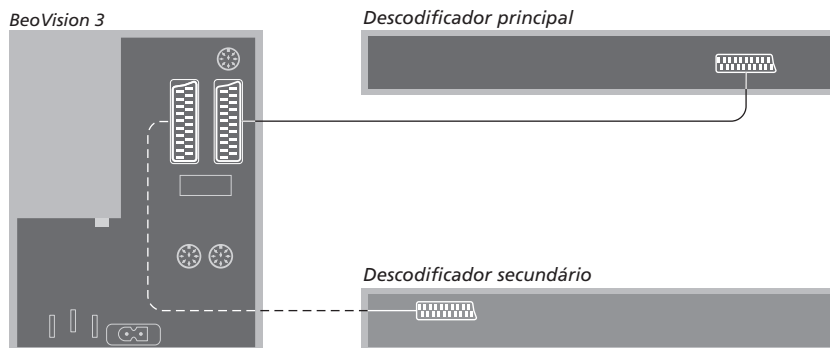 BeoVision 3
Descodificador principal
Descodificador secundário